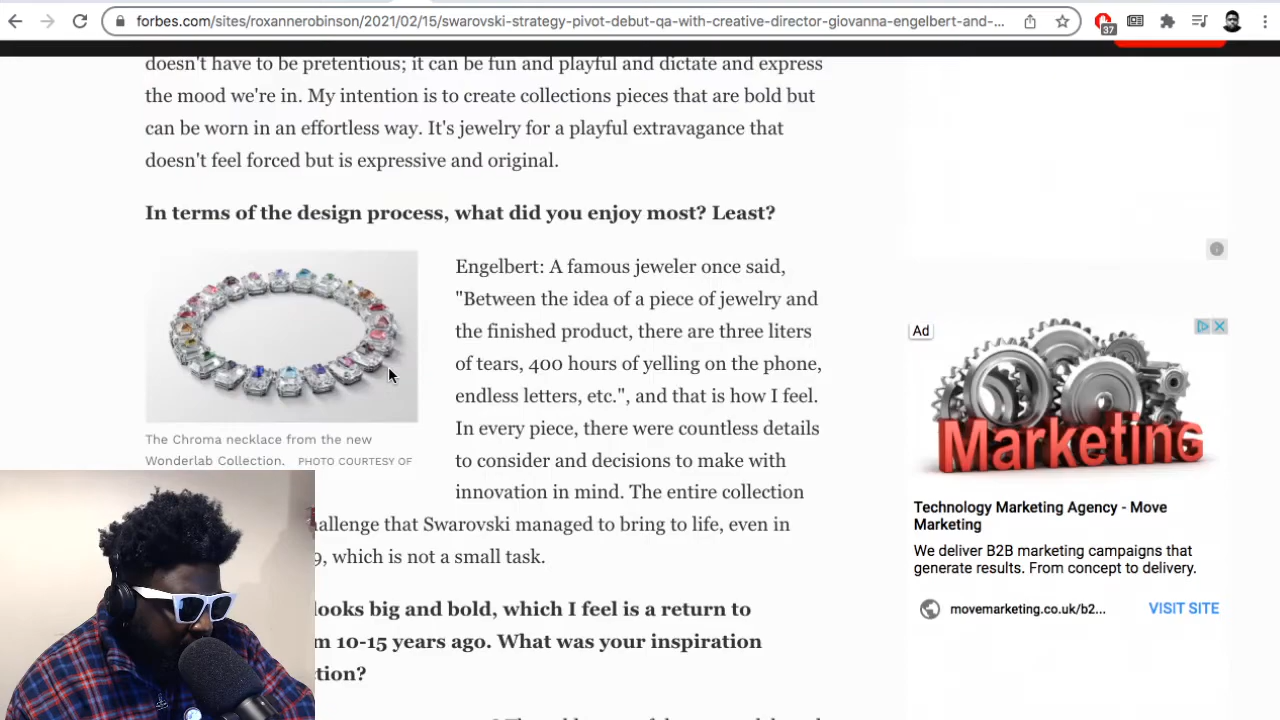 forbes.com/sites/roxannerobinson/2021/02/15/swarovski-strategy-pivot-debut-qa-with-creative-director-giovanna-engelbert-and-...
37
doesn't have to be pretentious; it can be fun and playful and dictate and express
the mood we're in. My intention is to create collections pieces that are bold but
can be worn in an effortless way. It's jewelry for a playful extravagance that
doesn't feel forced but is expressive and original.
In terms of the design process, what did you enjoy most? Least?
Engelbert: A famous jeweler once said,
"Between the idea of a piece of jewelry and
the finished product, there are three liters
of tears, 400 hours of yelling on the phone,
endless letters, etc.", and that is how I feel.
In every piece, there were countless details
to consider and decisions to make with
innovation in mind. The entire collection
allenge that Swarovski managed to bring to life, even in
9, which is not a small task.
The Chroma necklace from the new
Wonderlab Collection. PHOTO COURTESY OF
looks big and bold, which I feel is a return to
m 10-15 years ago. What was your inspiration
tion?
Ad
Marketing
Technology Marketing Agency - Move
Marketing
We deliver B2B marketing campaigns that
generate results. From concept to delivery.
movemarketing.co.uk/b2...
VISIT SITE